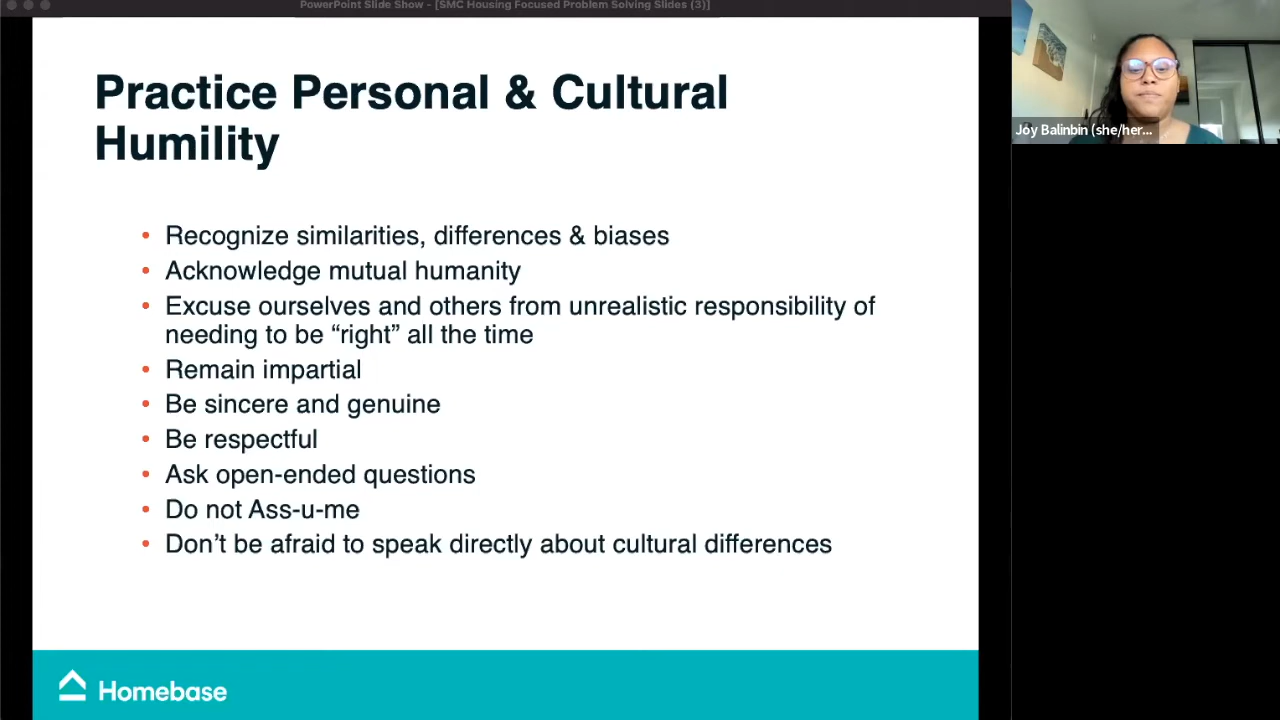 PowerPoint Slide Show - [SMC Housing Focused Problem Solving Slides (3)]
Practice Personal & Cultural
Humility
• Recognize similarities, differences & biases
• Acknowledge mutual humanity
• Excuse ourselves and others from unrealistic responsibility of
needing to be “right” all the time
• Remain impartial
• Be sincere and genuine
• Be respectful
• Ask open-ended questions
• Do not Ass-u-me
• Don’t be afraid to speak directly about cultural differences
Homebase
Joy Balinbin (she/her...